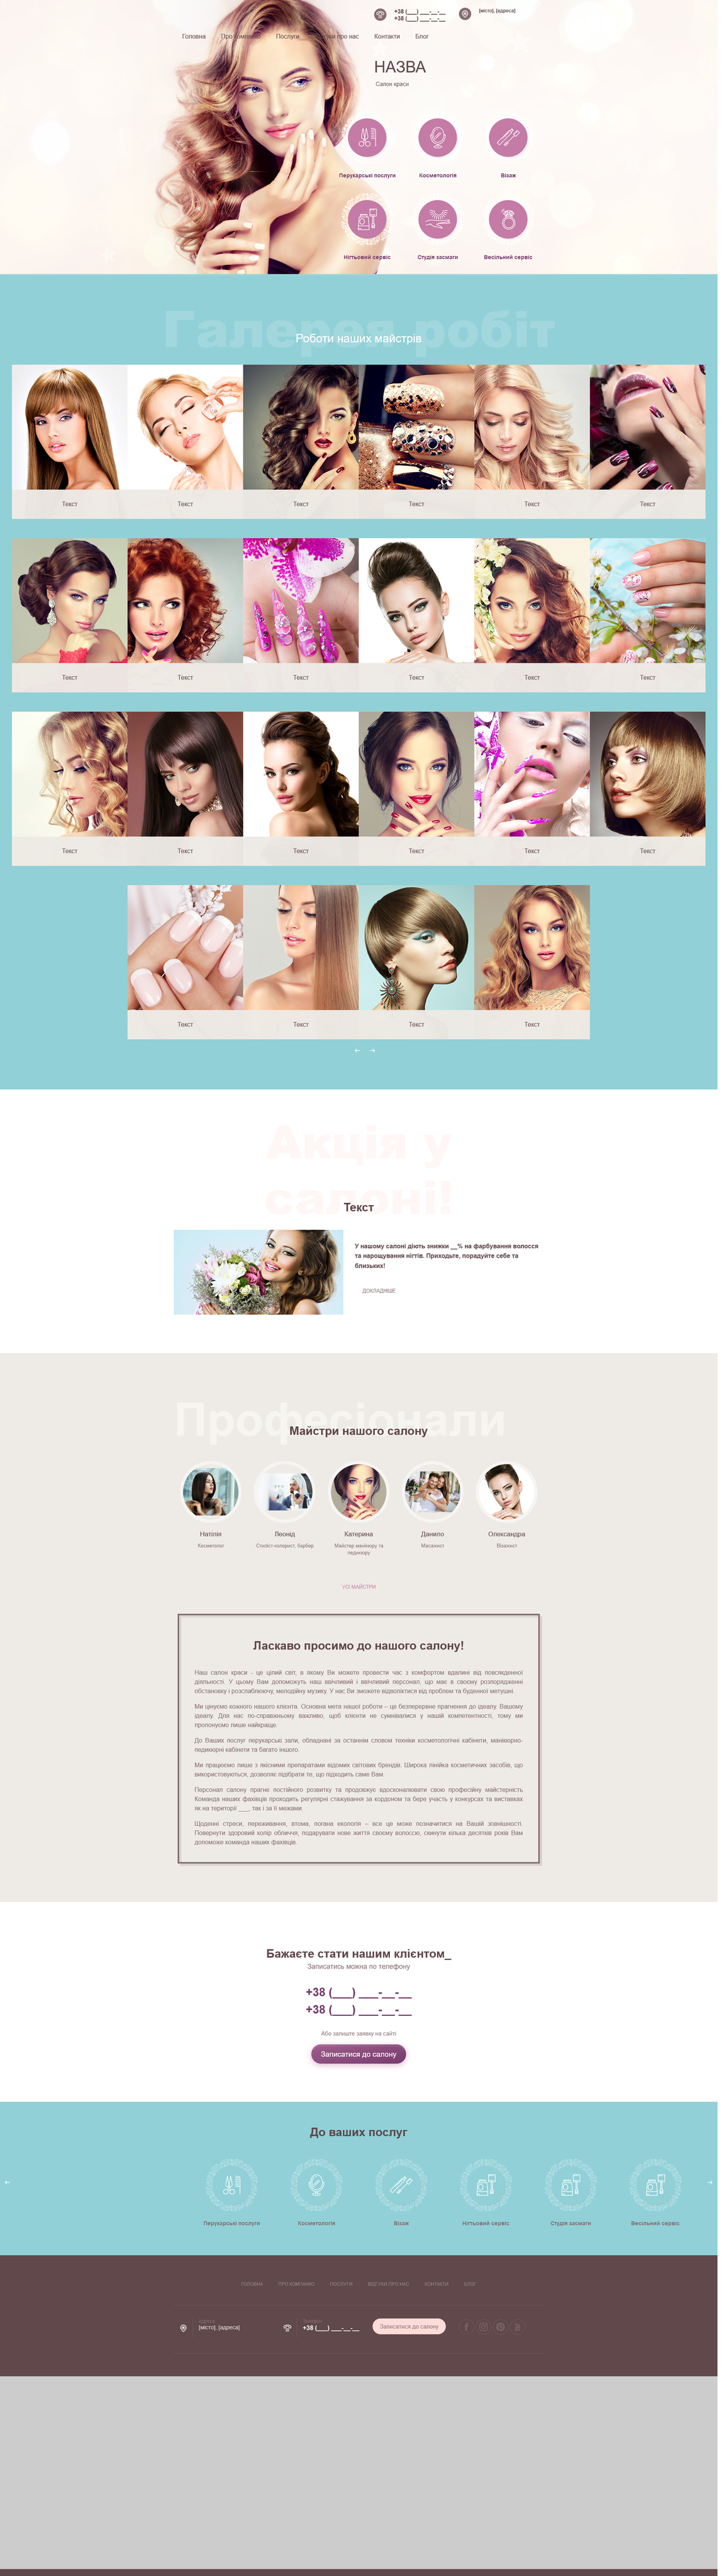 +38 (___) ___-__-__
+38 (___) ___-__-__
[місто], [адреса]
Головна
Послуги
про нас
Контакти
Блог
НАЗВА
Салон краси
Перукарські послуги
Косметологія
Візаж
Нігтьовий сервіс
Студія засмаги
Весільний сервіс
Галерея робіт
Роботи наших майстрів
Текст Текст Текст Текст Текст Текст
Текст Текст Текст Текст Текст Текст
Текст Текст Текст Текст Текст Текст
Текст Текст Текст Текст
Акція у
салоні!
Текст
У нашому салоні діють знижки __% на фарбування волосся
та нарощування нігтів. Приходьте, порадуйте себе та
близьких!
ДОКЛАДНІШЕ
Професіонали
Майстри нашого салону
Наталія
Косметолог
Леонід
Стиліст-колорист, барбер
Катерина
Майстер манікюру та
педикюру
Данило
Масажист
Олександра
Візажист
УСІ МАЙСТРИ
Ласкаво просимо до нашого салону!
Наш салон краси - це цілий світ, в якому Ви можете провести час з комфортом вдалині від повсякденної
діяльності. У цьому Вам допоможуть наш ввічливий і ввічливий персонал, що має в своєму розпорядженні
обстановку і розслаблюючу, мелодійну музику. У нас Ви зможете відволіктися від проблем та буденної метушні.
Ми цінуємо кожного нашого клієнта. Основна мета нашої роботи – це безперервне прагнення до ідеалу. Вашому
ідеалу. Для нас по-справжньому важливо, щоб клієнти не сумнівалися у нашій компетентності, тому ми
пропонуємо лише найкраще.
До Ваших послуг перукарські зали, обладнані за останнім словом техніки косметологічні кабінети, манікюрно-
педикюрні кабінети та багато іншого.
Ми працюємо лише з якісними препаратами відомих світових брендів. Широка лінійка косметичних засобів, що
використовуються, дозволяє підібрати те, що підходить саме Вам.
Персонал салону прагне постійного розвитку та продовжує вдосконалювати свою професійну майстерність.
Команда наших фахівців проходить регулярні стажування за кордоном та бере участь у конкурсах та виставках
як на території ___, так і за її межами.
Щоденні стреси, переживання, втома, погана екологія – все це може позначитися на Вашій зовнішності.
Повернути здоровий колір обличчя, подарувати нове життя своєму волоссю, скинути кілька десятків років Вам
допоможе команда наших фахівців.
Бажаєте стати нашим клієнтом_
Записатись можна по телефону
+38 (___) ___-__-__
+38 (___) ___-__-__
Або залиште заявку на сайті
Записатися до салону
До ваших послуг
Перукарські послуги
Косметологія
Візаж
Нігтьовий сервіс
Студія засмаги
Весільний сервіс
ГОЛОВНА ПРО КОМПАНІЮ ПОСЛУГИ ВІДГУКИ ПРО НАС КОНТАКТИ БЛОГ
Адреса
[місто], [адреса]
Телефон
+38 (___) ___-__-__
Записатися до салону